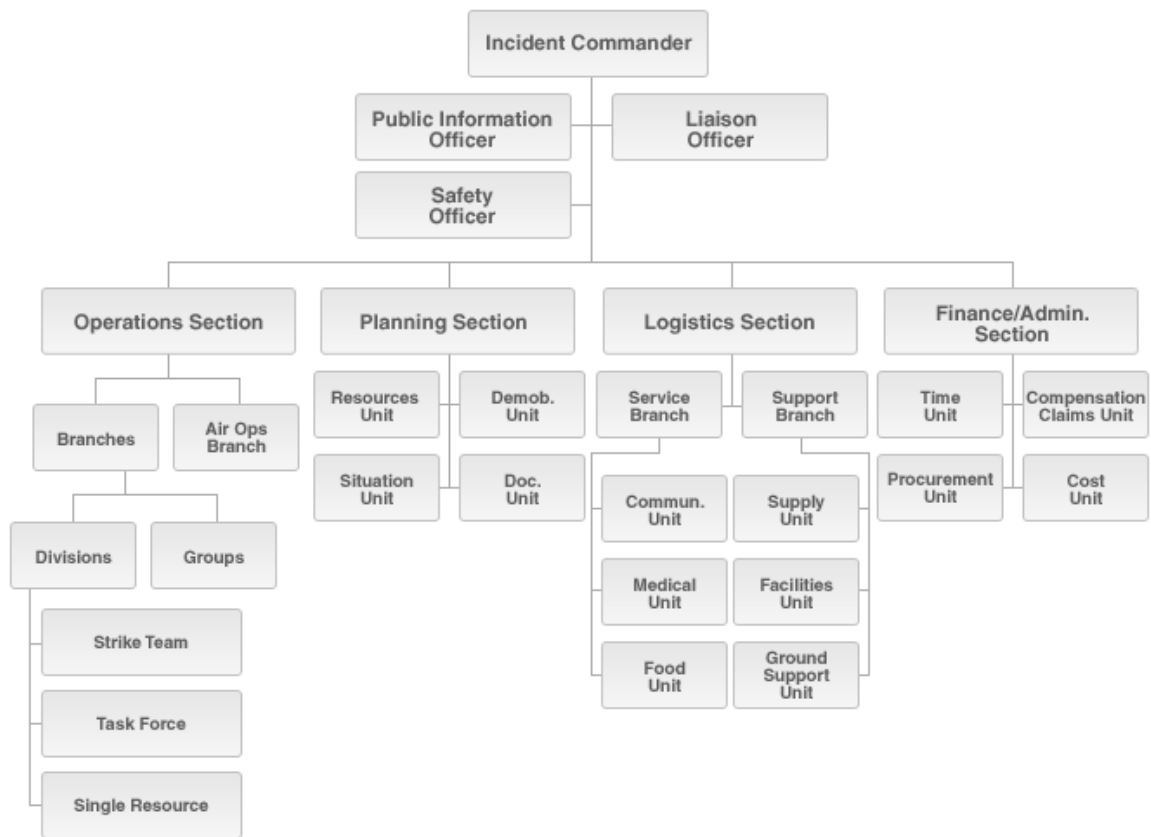 Incident Commander
Public Information
Officer
Liaison
Officer
Safety
Officer
Operations Section
Planning Section
Logistics Section
Finance/Admin.
Section
Branches
Air Ops
Branch
Divisions
Groups
Strike Team
Task Force
Single Resource
Resources
Unit
Demob.
Unit
Situation
Unit
Doc.
Unit
Service
Branch
Support
Branch
Commun.
Unit
Supply
Unit
Medical
Unit
Facilities
Unit
Food
Unit
Ground
Support
Unit
Time
Unit
Compensation
Claims Unit
Procurement
Unit
Cost
Unit